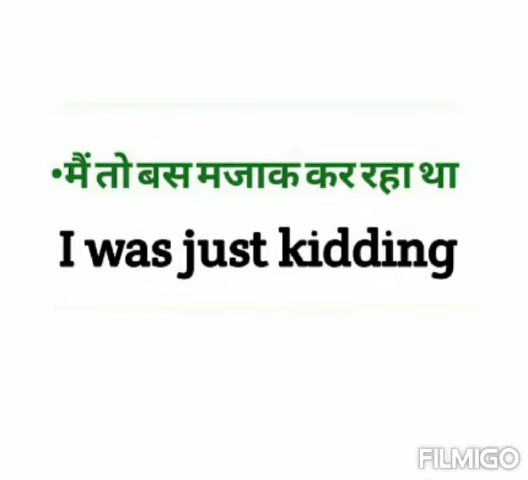 •मैं तो बस मजाक कर रहा था
I was just kidding
FILMIGO